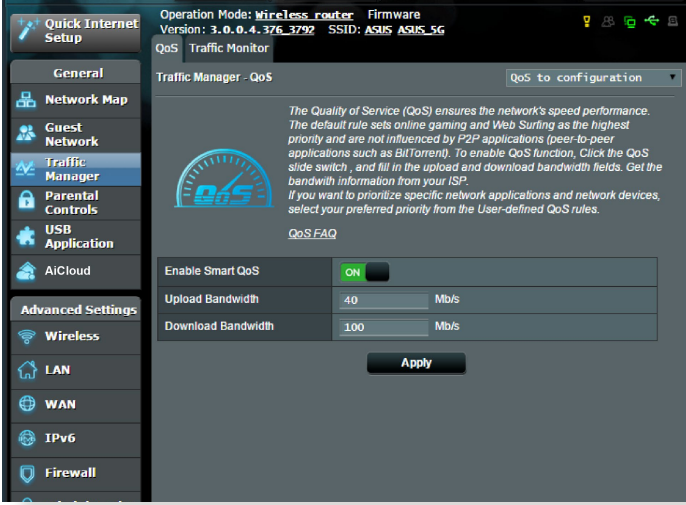 Quick Internet
Setup
Operation Mode: Wireless router Firmware
Version: 3.0.0.4.376_3792 SSID: ASUS ASUS_5G
QoS Traffic Monitor
General
Network Map
Guest
Network
Traffic
Manager
Parental
Controls
USB
Application
AiCloud
Advanced Settings
Wireless
LAN
WAN
IPv6
Firewall
Traffic Manager - QoS
QoS to configuration
The Quality of Service (QoS) ensures the network's speed performance.
The default rule sets online gaming and Web Surfing as the highest
priority and are not influenced by P2P applications (peer-to-peer
applications such as BitTorrent). To enable QoS function, Click the QoS
slide switch , and fill in the upload and download bandwidth fields. Get the
bandwith information from your ISP.
If you want to prioritize specific network applications and network devices,
select your preferred priority from the User-defined QoS rules.
QoS
QoS FAQ
Enable Smart QoS ON
Upload Bandwidth 40 Mb/s
Download Bandwidth 100 Mb/s
Apply